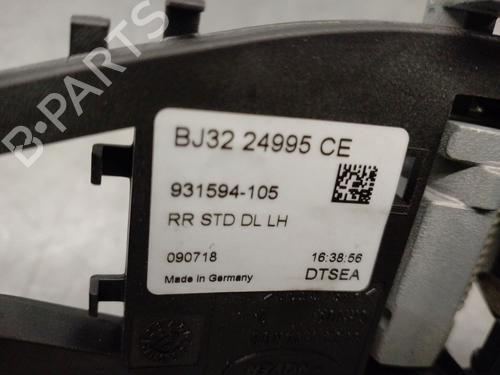 B-PARTS
BJ32 24995 CE
931594-105
RR STD DL LH
090718 16:38:56
Made in Germany DTSEA